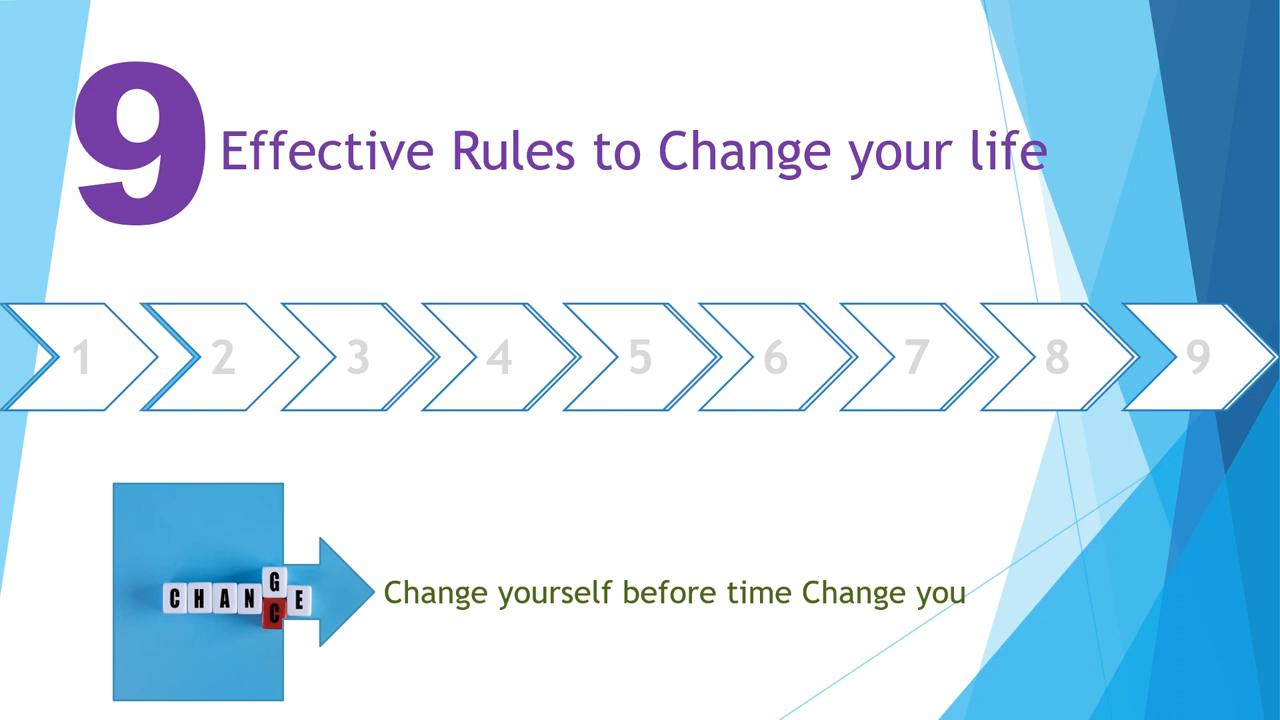 9 Effective Rules to Change your life
1 2 3 4 5 6 7 8 9
G
CHAN E
C
Change yourself before time Change you